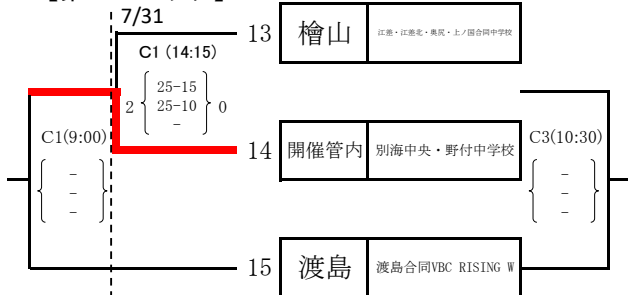 7/31
13 檜山 江差・江差北・奥尻・上ノ国合同中学校
C1 (14:15)
2 25-15 0
25-10
-
C1(9:00)
14 開催管内 別海中央・野付中学校
C3(10:30)
-
-
-
-
-
-
15 渡島 渡島合同VBC RISING W